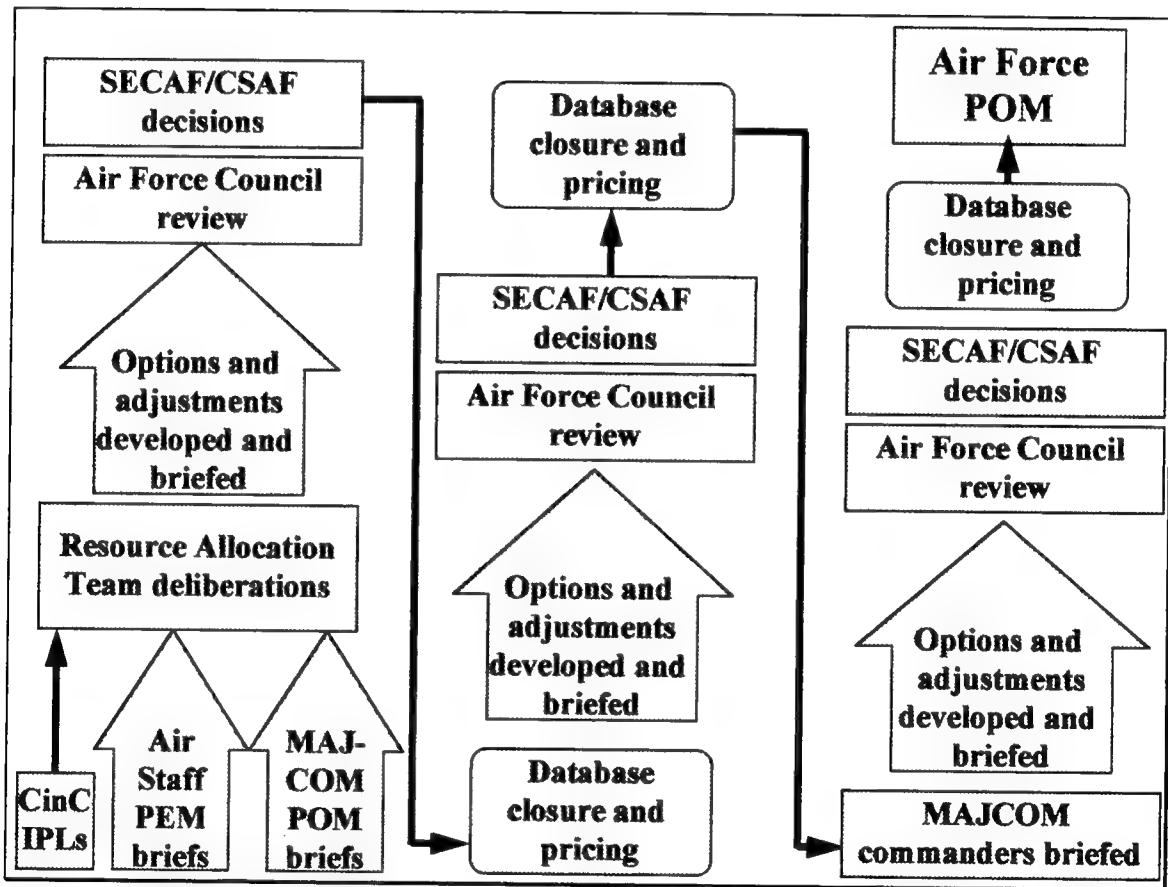 SECAF/CSAF
decisions
Air Force Council
review
Options and
adjustments
developed and
briefed
Resource Allocation
Team deliberations
CinC
IPLs
Air
Staff
PEM
briefs
MAJ-
COM
POM
briefs
Database
closure and
pricing
SECAF/CSAF
decisions
Air Force Council
review
Options and
adjustments
developed and
briefed
Database
closure and
pricing
Air Force
POM
Database
closure and
pricing
SECAF/CSAF
decisions
Air Force Council
review
Options and
adjustments
developed and
briefed
MAJCOM
commanders briefed